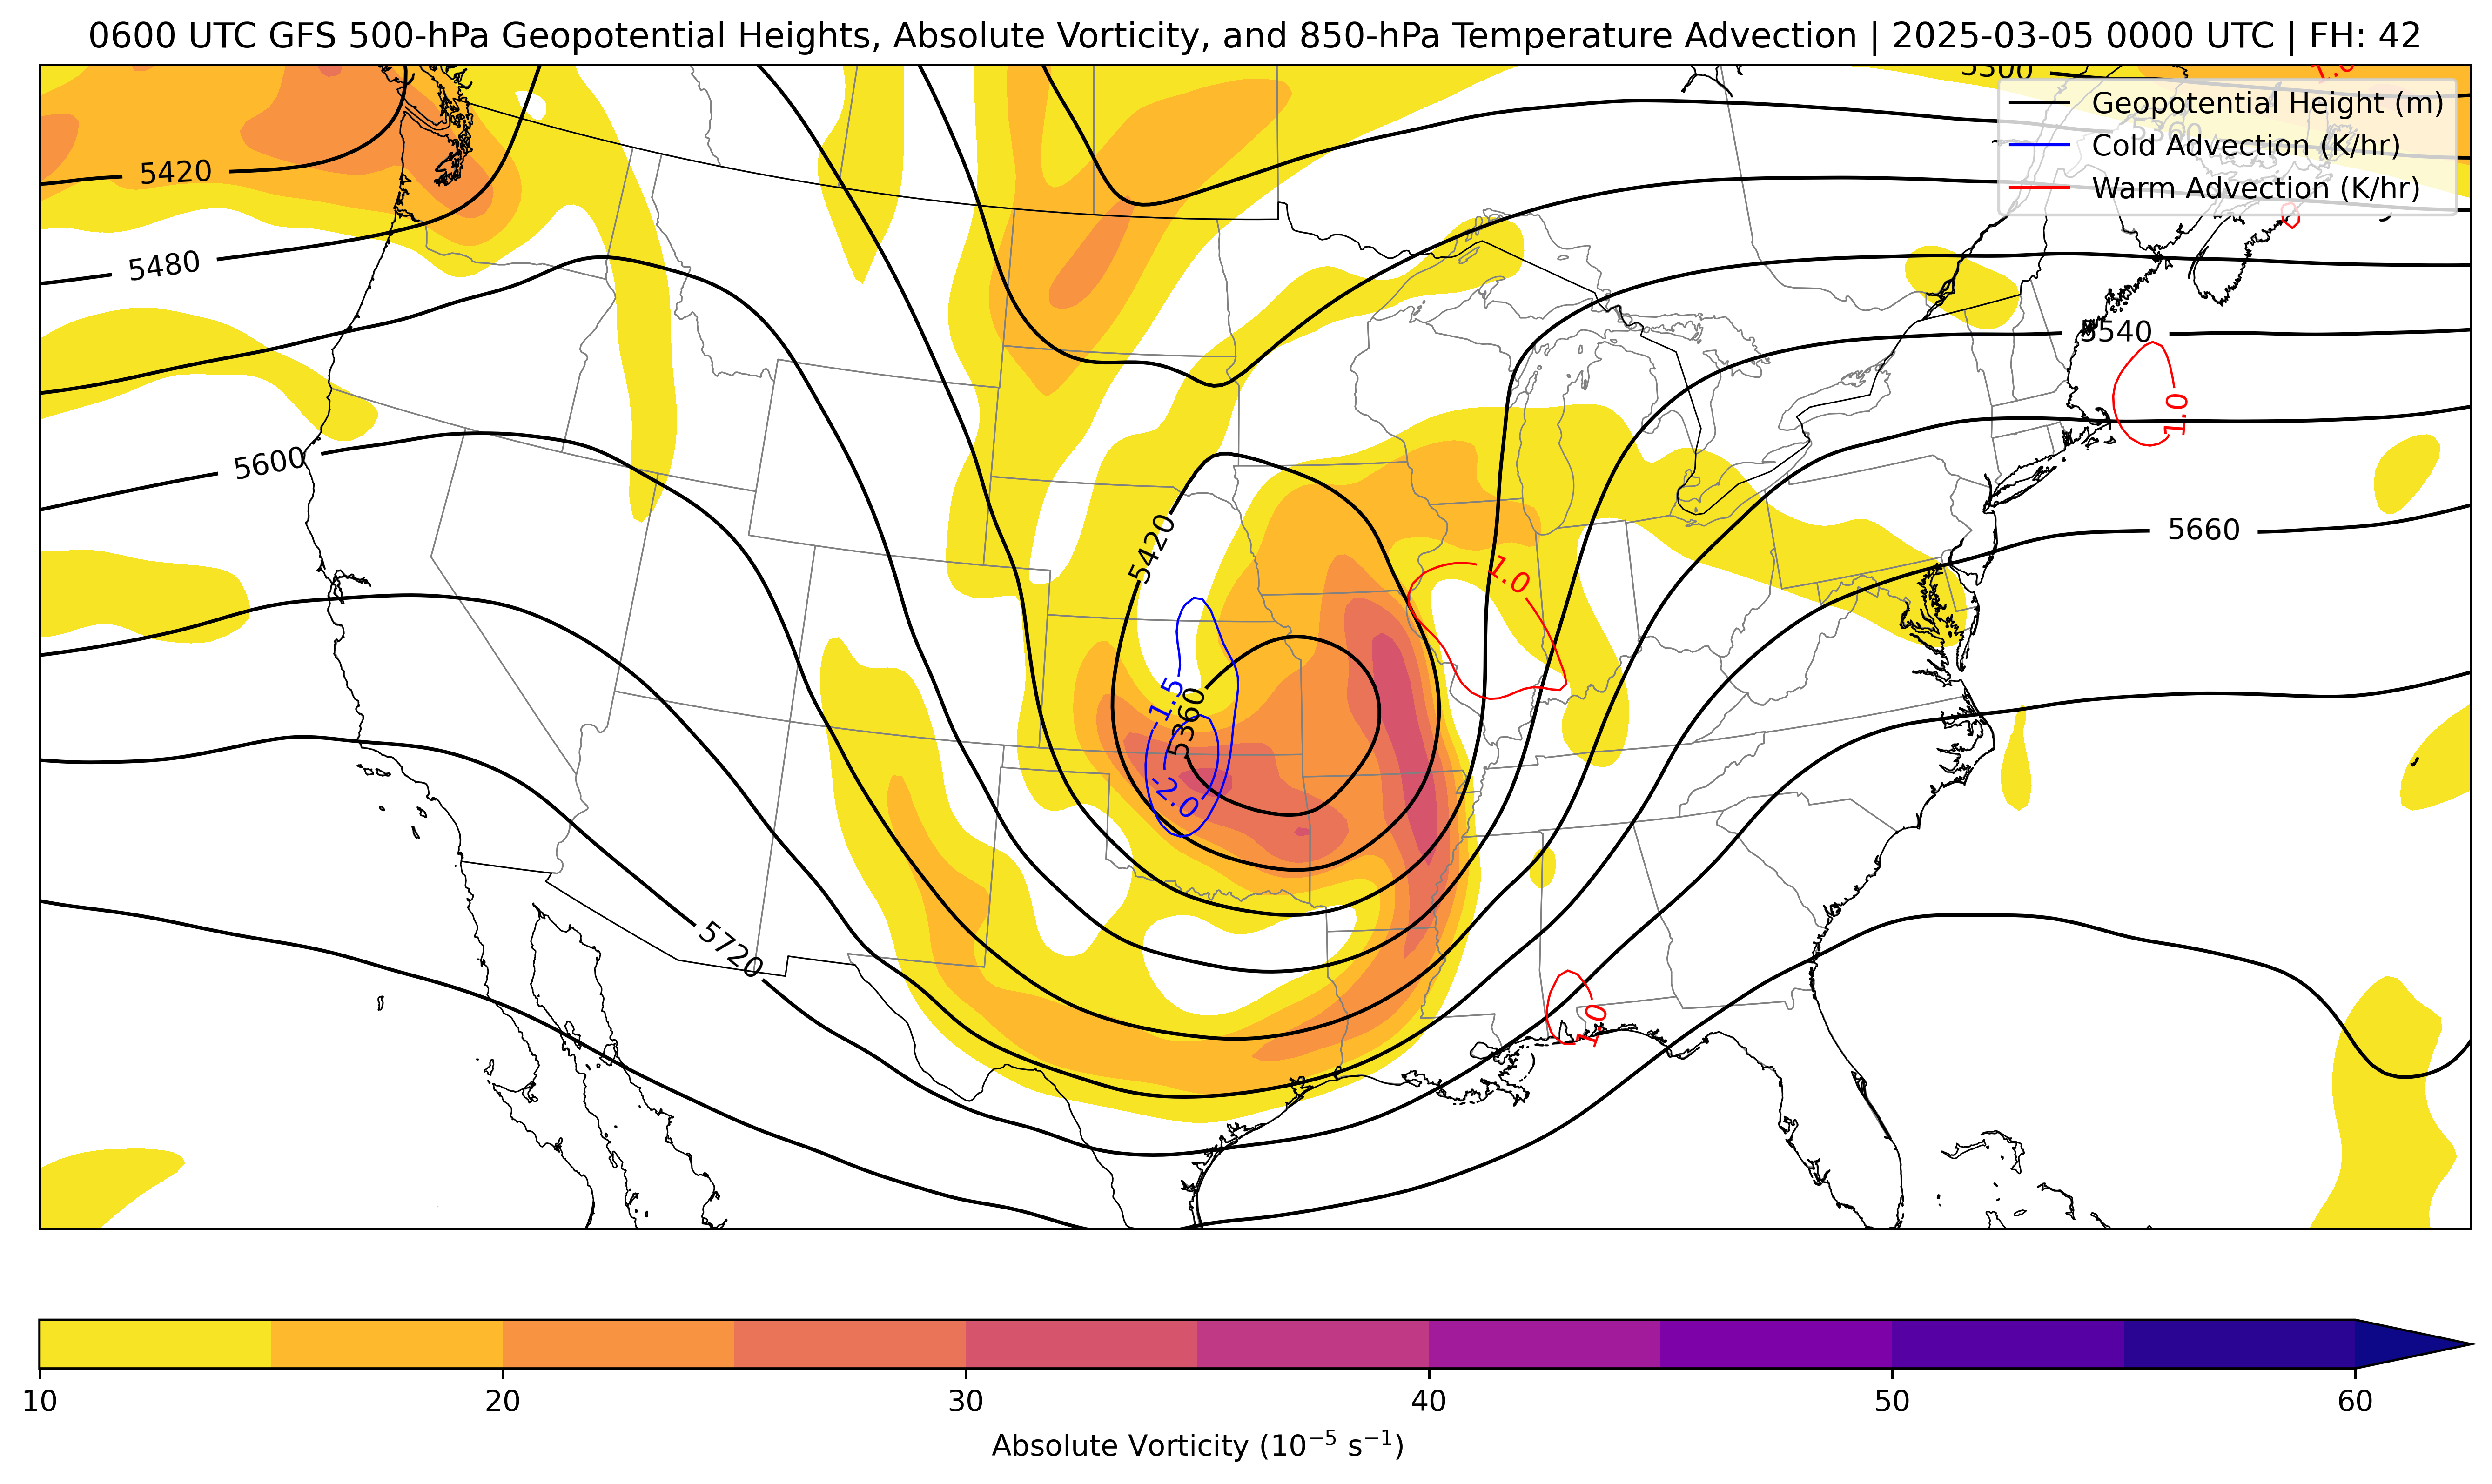 0600 UTC GFS 500-hPa Geopotential Heights, Absolute Vorticity, and 850-hPa Temperature Advection | 2025-03-05 0000 UTC | FH: 42
5300
1.0
Geopotential Height (m)
5360
Cold Advection (K/hr)
Warm Advection (K/hr)
5420
5480
5540
1.0
5600
5660
5420
1.0
-1.5
5360
-2.0
5720
1.0
10 20 30 40 50 60
Absolute Vorticity (10⁻⁵ s⁻¹)